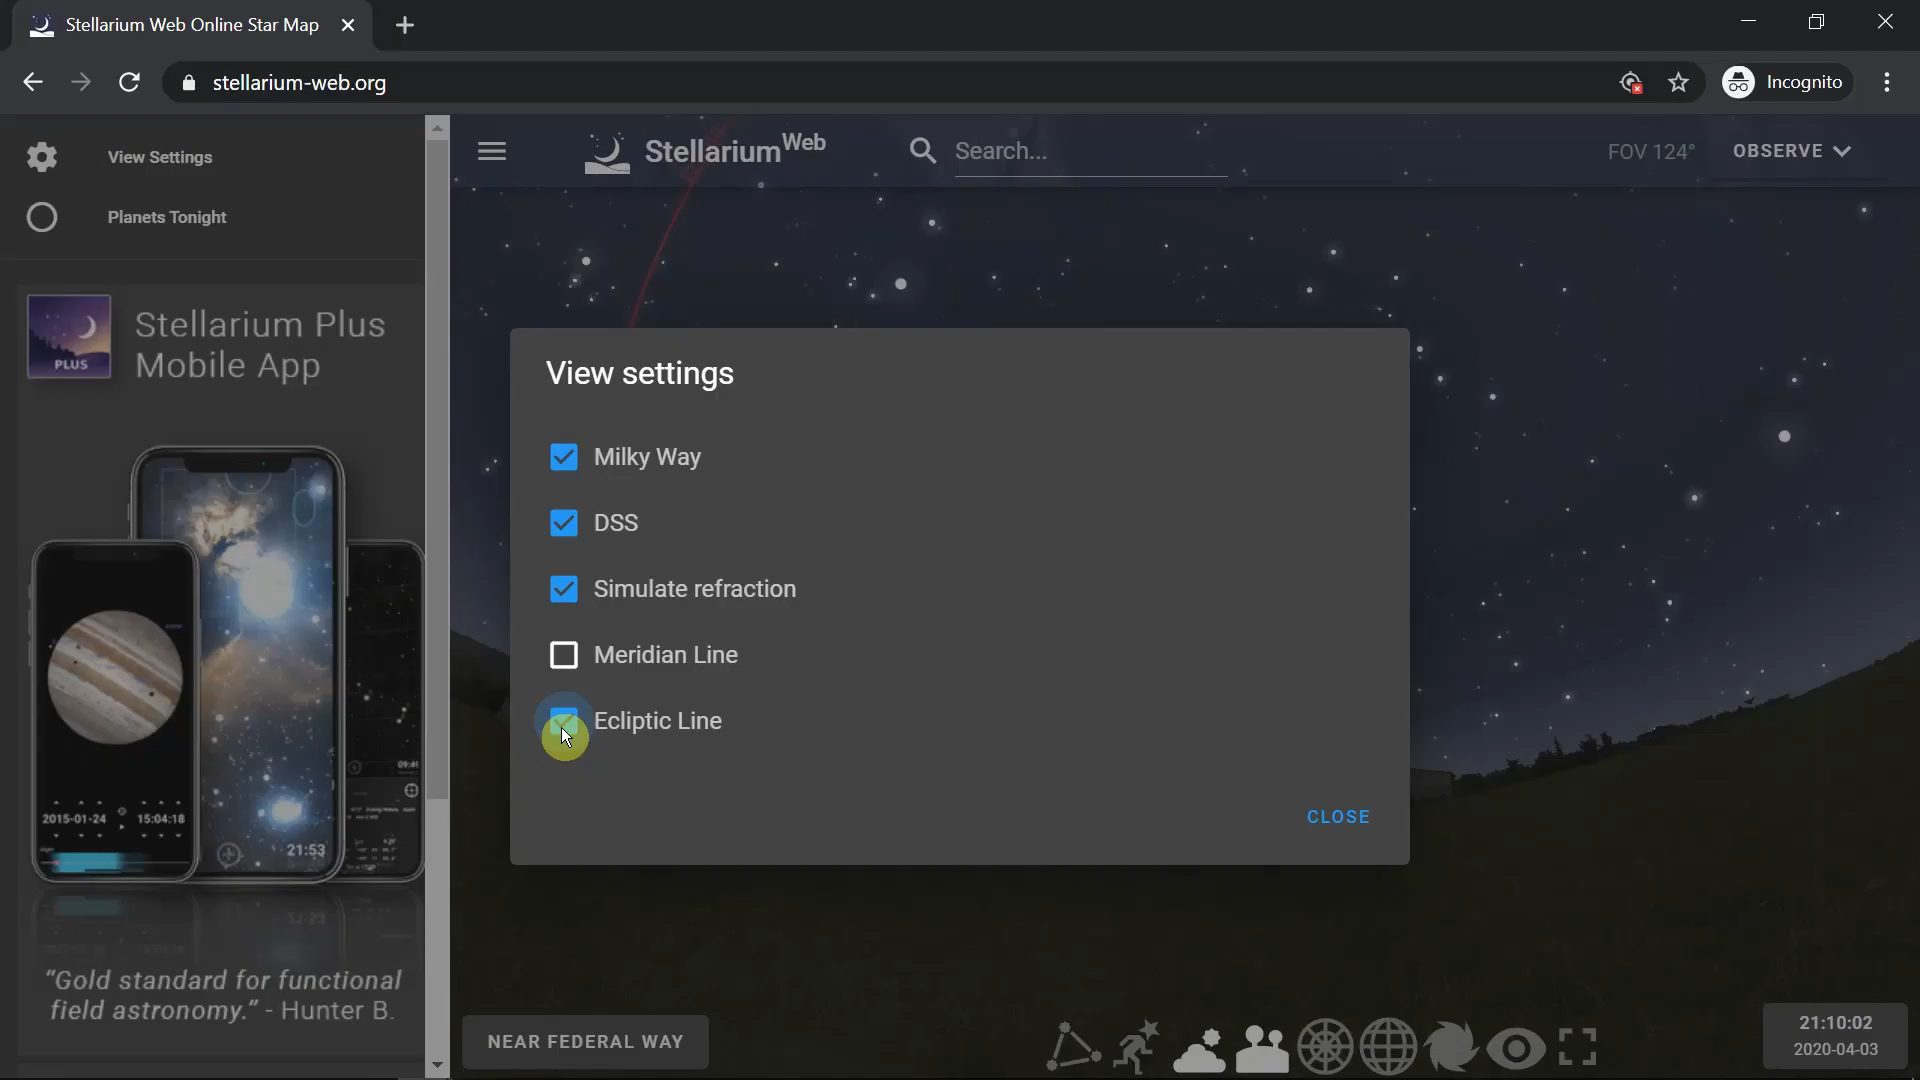 Stellarium Web Online Star Map
stellarium-web.org
Incognito
View Settings
Planets Tonight
StellariumWeb
Search...
FOV 124°
OBSERVE
PLUS
Stellarium Plus
Mobile App
View settings
Milky Way
DSS
Simulate refraction
Meridian Line
Ecliptic Line
CLOSE
2015-01-24
15:04:18
21:53
“Gold standard for functional
field astronomy.” - Hunter B.
NEAR FEDERAL WAY
21:10:02
2020-04-03